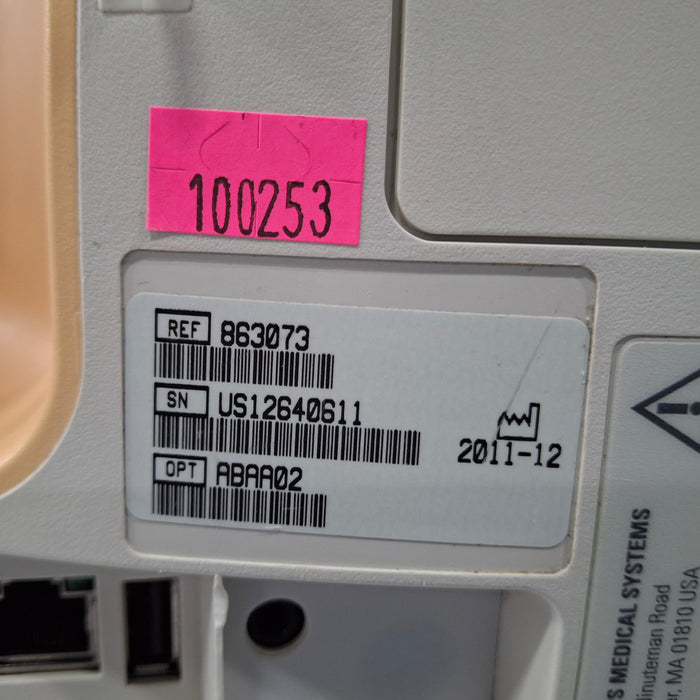 100253
REF 863073
SN US12640611
2011-12
OPT ABAA02
S MEDICAL SYSTEMS
inuteman Road
MA 01810 USA